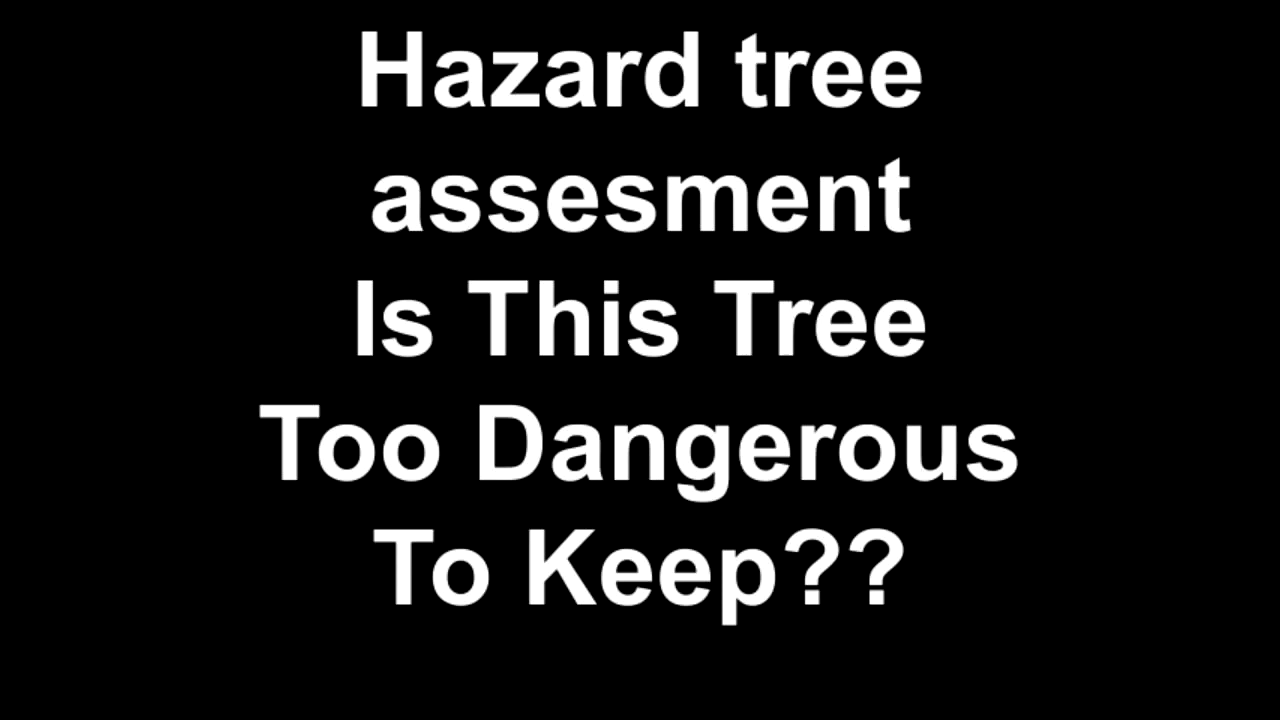 Hazard tree
assesment
Is This Tree
Too Dangerous
To Keep??